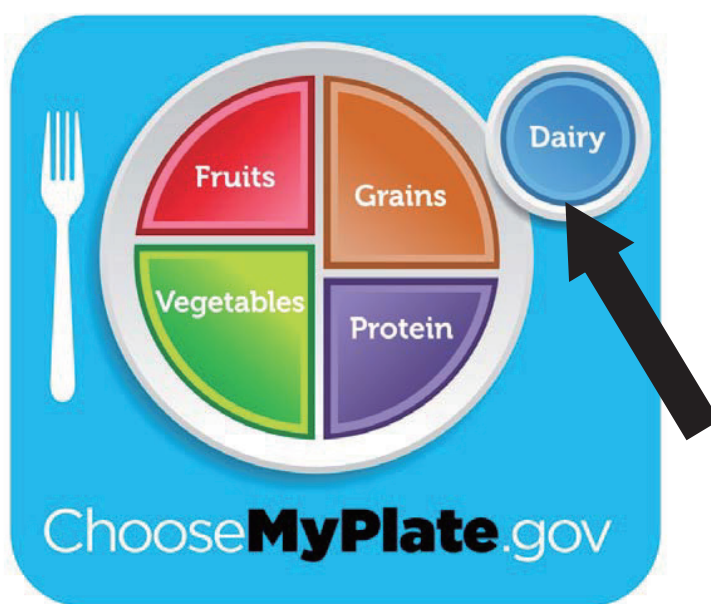 Fruits
Grains
Dairy
Vegetables
Protein
ChooseMyPlate.gov